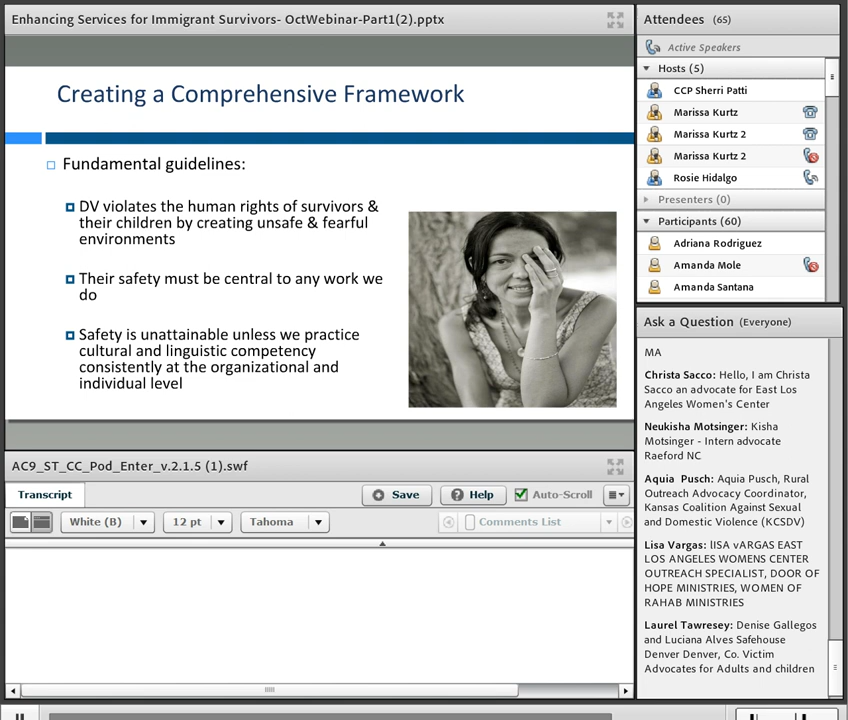 Enhancing Services for Immigrant Survivors- OctWebinar-Part1(2).pptx
Creating a Comprehensive Framework
Fundamental guidelines:
DV violates the human rights of survivors &
their children by creating unsafe & fearful
environments
Their safety must be central to any work we
do
Safety is unattainable unless we practice
cultural and linguistic competency
consistently at the organizational and
individual level
AC9_ST_CC_Pod_Enter_v.2.1.5 (1).swf
Transcript
Save
Help
Auto-Scroll
White (B)
12 pt
Tahoma
Comments List
Attendees (65)
Active Speakers
Hosts (5)
CCP Sherri Patti
Marissa Kurtz
Marissa Kurtz 2
Marissa Kurtz 2
Rosie Hidalgo
Presenters (0)
Participants (60)
Adriana Rodriguez
Amanda Mole
Amanda Santana
Ask a Question (Everyone)
MA
Christa Sacco: Hello, I am Christa
Sacco an advocate for East Los
Angeles Women's Center
Neukisha Motsinger: Kisha
Motsinger - Intern advocate
Raeford NC
Aquia Pusch: Aquia Pusch, Rural
Outreach Advocacy Coordinator,
Kansas Coalition Against Sexual
and Domestic Violence (KCSDV)
Lisa Vargas: lISA vARGAS EAST
LOS ANGELES WOMENS CENTER
OUTREACH SPECIALIST, DOOR OF
HOPE MINISTRIES, WOMEN OF
RAHAB MINISTRIES
Laurel Tawresey: Denise Gallegos
and Luciana Alves Safehouse
Denver Denver, Co. Victim
Advocates for Adults and children